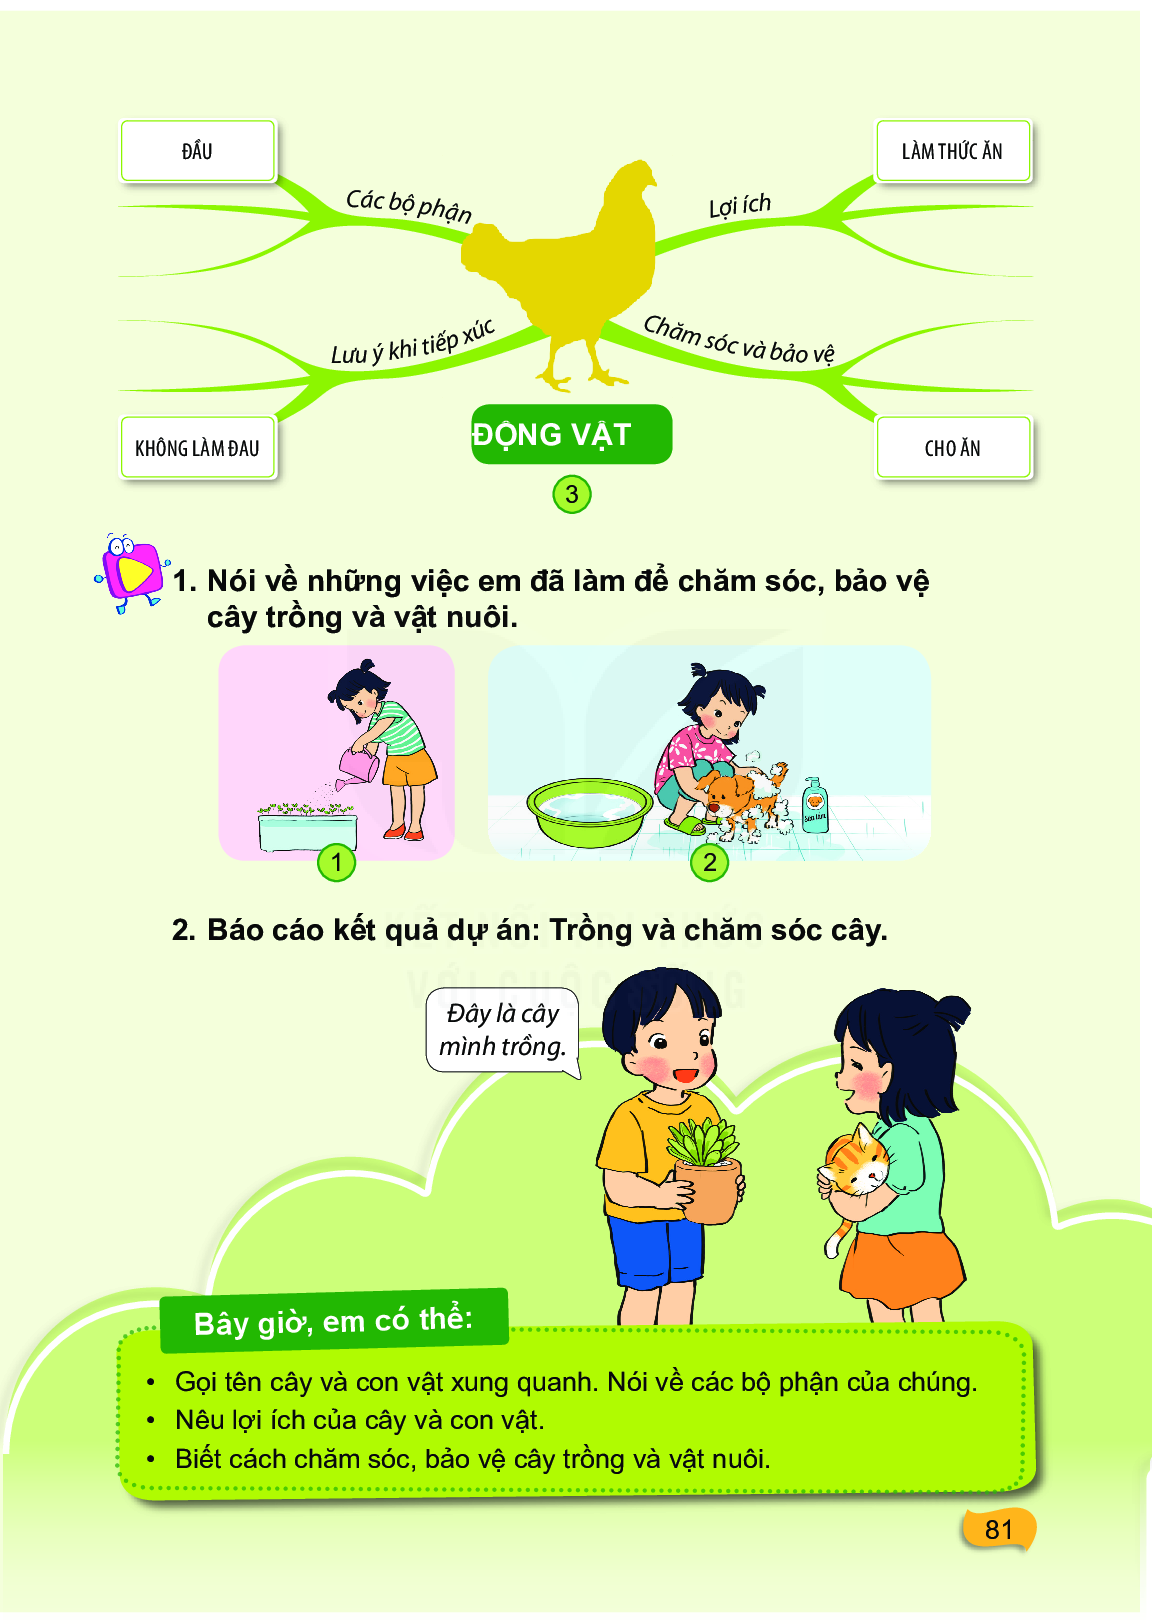 ĐẦU
LÀM THỨC ĂN
Các bộ phận
Lợi ích
Lưu ý khi tiếp xúc
Chăm sóc và bảo vệ
KHÔNG LÀM ĐAU
ĐỘNG VẬT
CHO ĂN
3
1. Nói về những việc em đã làm để chăm sóc, bảo vệ
cây trồng và vật nuôi.
Sữa tắm
1
2
2. Báo cáo kết quả dự án: Trồng và chăm sóc cây.
VỚI CUỘC SỐNG
Đây là cây
mình trồng.
Bây giờ, em có thể:
• Gọi tên cây và con vật xung quanh. Nói về các bộ phận của chúng.
• Nêu lợi ích của cây và con vật.
• Biết cách chăm sóc, bảo vệ cây trồng và vật nuôi.
81